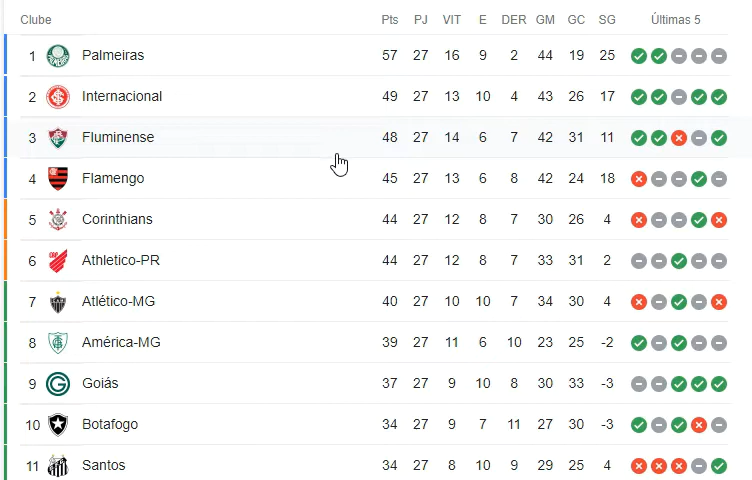 Clube Pts PJ VIT E DER GM GC SG Últimas 5
1 Palmeiras 57 27 16 9 2 44 19 25
2 Internacional 49 27 13 10 4 43 26 17
3 Fluminense 48 27 14 6 7 42 31 11
4 Flamengo 45 27 13 6 8 42 24 18
5 Corinthians 44 27 12 8 7 30 26 4
6 Athletico-PR 44 27 12 8 7 33 31 2
7 Atlético-MG 40 27 10 10 7 34 30 4
8 América-MG 39 27 11 6 10 23 25 -2
9 Goiás 37 27 9 10 8 30 33 -3
10 Botafogo 34 27 9 7 11 27 30 -3
11 Santos 34 27 8 10 9 29 25 4